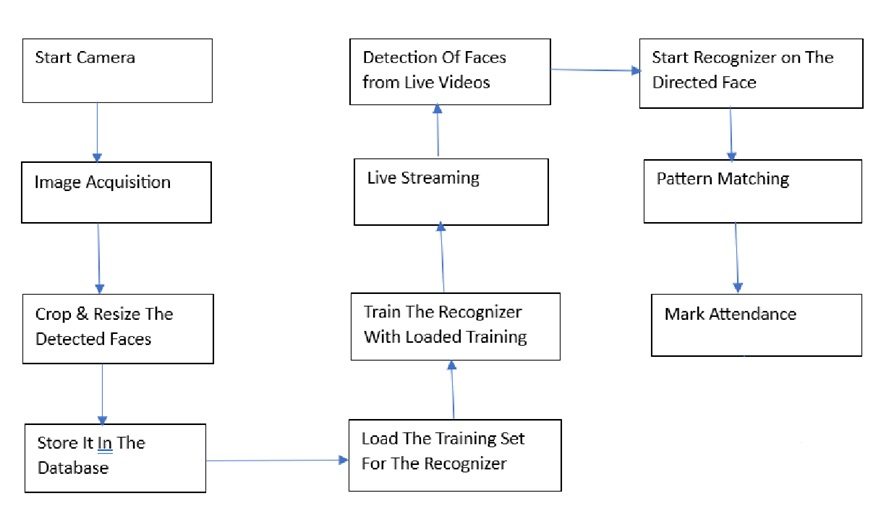 Start Camera
Image Acquisition
Crop & Resize The
Detected Faces
Store It In The
Database
Load The Training Set
For The Recognizer
Train The Recognizer
With Loaded Training
Live Streaming
Detection Of Faces
from Live Videos
Start Recognizer on The
Directed Face
Pattern Matching
Mark Attendance